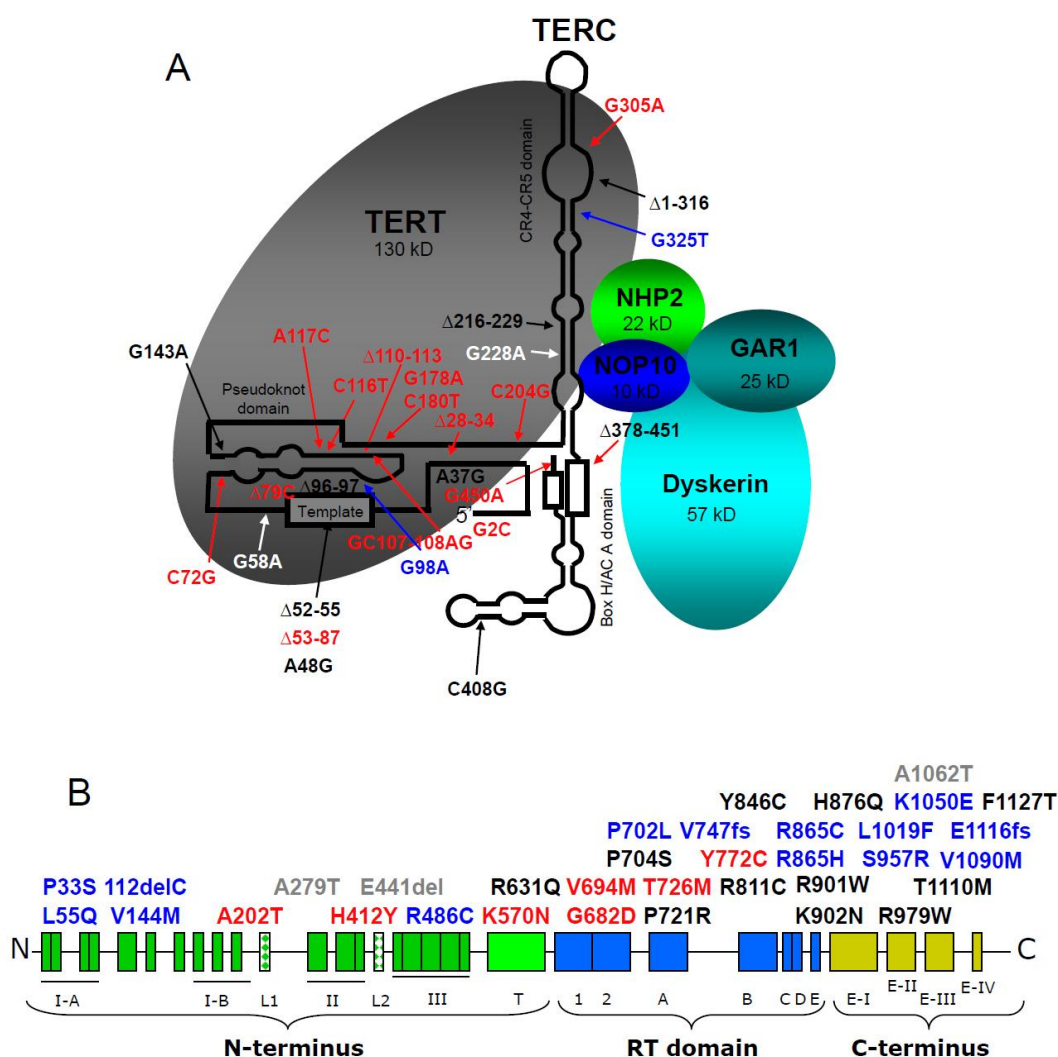 TERC
A
G305A
CR4-CR5 domain
Δ1-316
TERT
130 kD
G325T
NHP2
22 kD
Δ216-229
GAR1
25 kD
G143A
A117C
Δ110-113
G228A
NOP10
10 kD
C116T
G178A
C180T
C204G
Pseudoknot
domain
Δ28-34
Δ378-451
A37G
Δ79C
Δ96-97
G450A
Dyskerin
57 kD
Template
5'
G2C
GC107-108AG
G58A
G98A
C72G
Box H/AC A domain
Δ52-55
Δ53-87
A48G
C408G
B
A1062T
Y846C H876Q K1050E F1127T
P702L V747fs R865C L1019F E1116fs
P704S Y772C R865H S957R V1090M
P33S 112delC A279T E441del R631Q V694M T726M R811C R901W T1110M
L55Q V144M A202T H412Y R486C K570N G682D P721R K902N R979W
N C
I-A I-B L1 II L2 III T 1 2 A B C D E E-I E-II E-III E-IV
N-terminus RT domain C-terminus